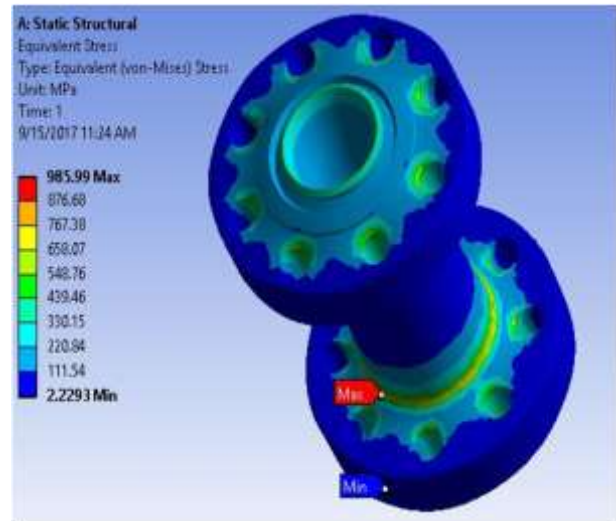 A: Static Structural
Equivalent Stress
Type: Equivalent (von-Mises) Stress
Unit: MPa
Time: 1
9/15/2017 11:24 AM
985.99 Max
876.68
767.38
658.07
548.76
439.46
330.15
220.84
111.54
2.2293 Min
Max
Min